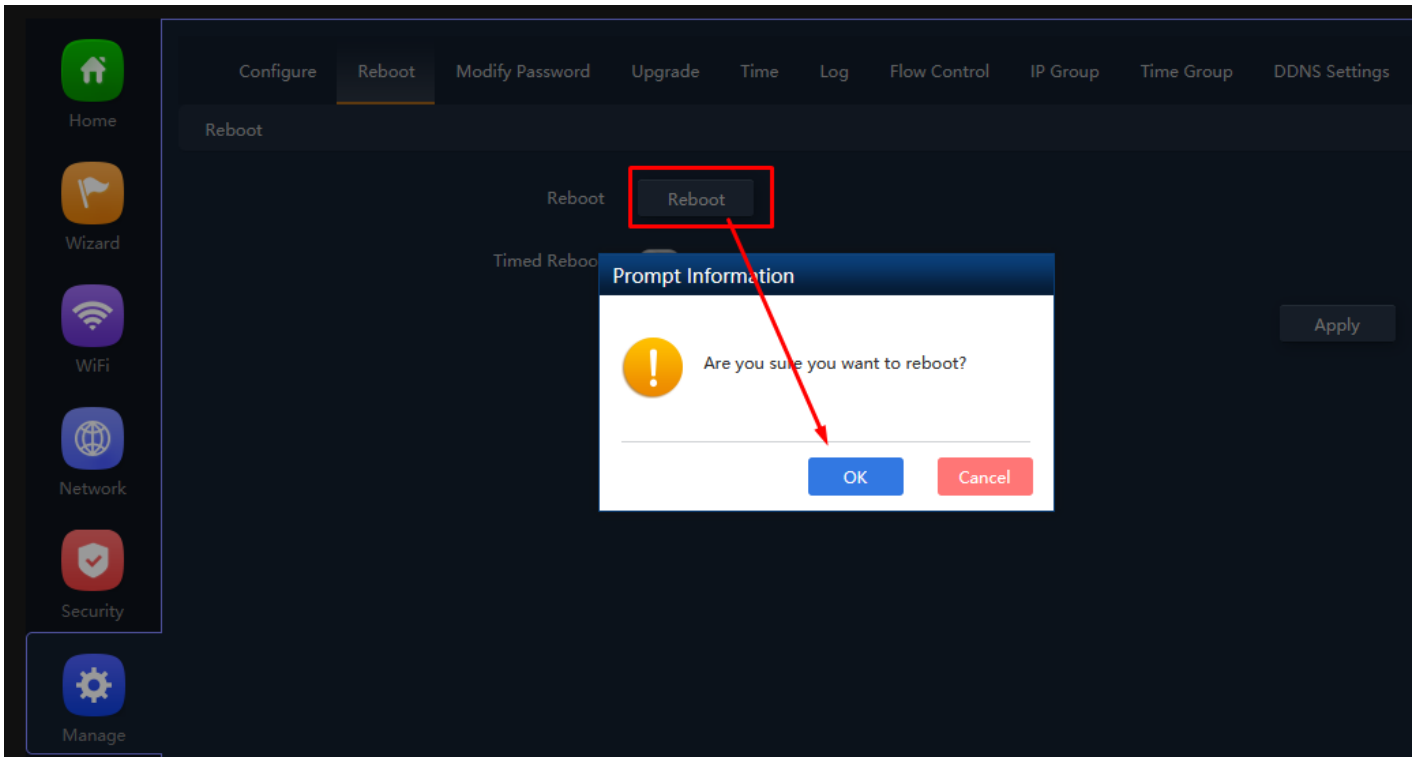 Configure Reboot Modify Password Upgrade Time Log Flow Control IP Group Time Group DDNS Settings
Home
Reboot
Reboot Reboot
Wizard
Timed Reboo
Prompt Information
Apply
WiFi
Are you sure you want to reboot?
OK Cancel
Network
Security
Manage